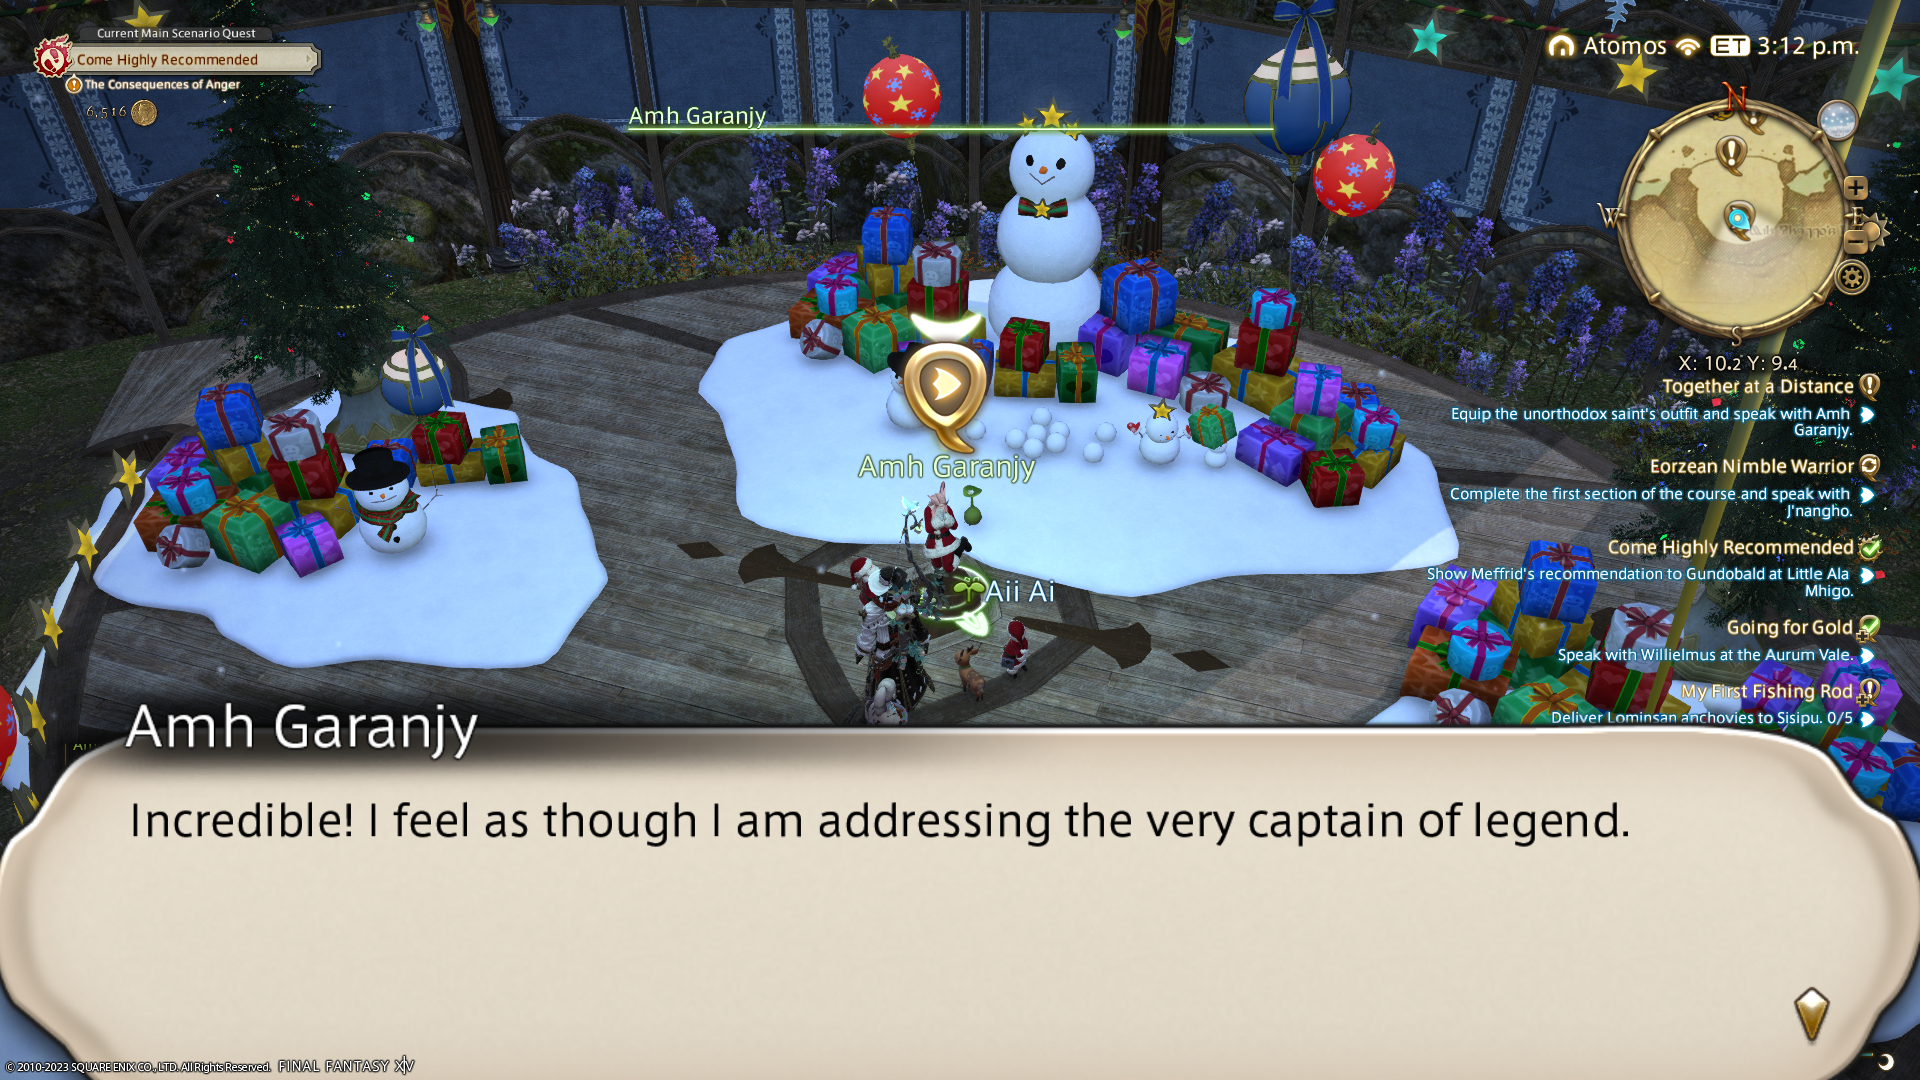 Current Main Scenario Quest
Come Highly Recommended
The Consequences of Anger
6,516
Atomos ET 3:12 p.m.
Amh Garanjy
N
W
E
S
X: 10.2 Y: 9.4
Together at a Distance
Equip the unorthodox saint's outfit and speak with Amh
Garanjy.
Eorzean Nimble Warrior
Complete the first section of the course and speak with
J'nangho.
Come Highly Recommended
Show Meffrid's recommendation to Gundobald at Little Ala
Mhigo.
Going for Gold
Speak with Willielmus at the Aurum Vale.
My First Fishing Rod
Deliver Lominsan anchovies to Sisipu. 0/5
Amh Garanjy
Aii Ai
Amh Garanjy
Incredible! I feel as though I am addressing the very captain of legend.
© 2010-2023 SQUARE ENIX CO., LTD. All Rights Reserved. FINAL FANTASY XIV